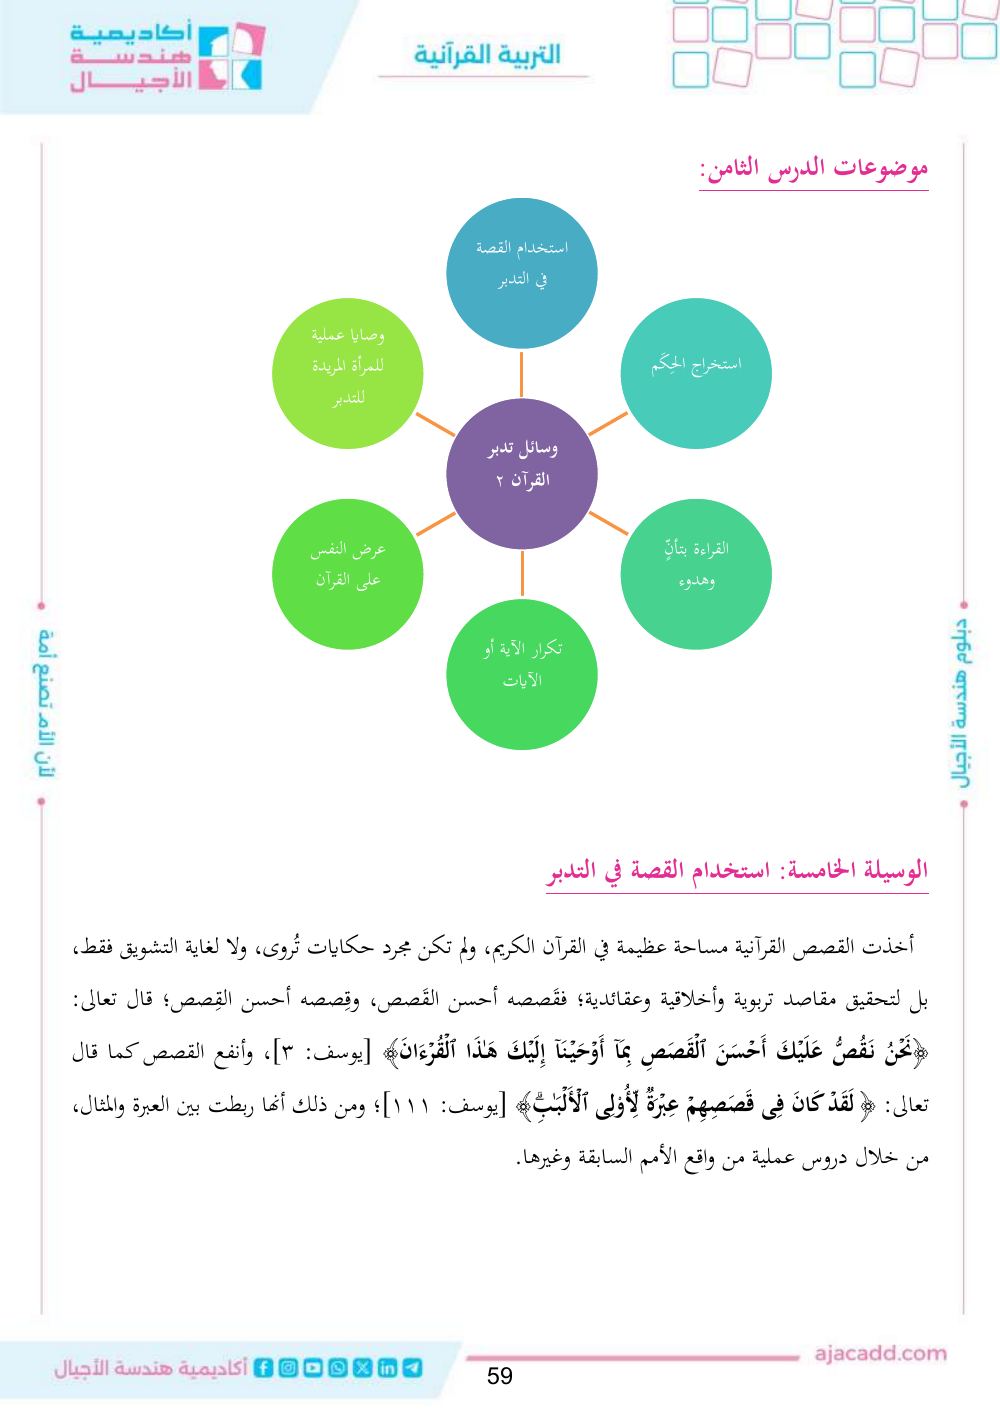 أكاديمية
هندسة
الأجيال
التربية القرآنية
موضوعات الدرس الثامن:
استخدام القصة
في التدبر
استخراج الحِكَم
القراءة بتأنٍّ
وهدوء
تكرار الآية أو
الآيات
عرض النفس
على القرآن
وصايا عملية
للمرأة المريدة
للتدبر
وسائل تدبر
القرآن ٢
دبلوم هندسة الأجيال
لأن الأم تصنع أمة
الوسيلة الخامسة: استخدام القصة في التدبر
أخذت القصص القرآنية مساحة عظيمة في القرآن الكريم، ولم تكن مجرد حكايات تُروى، ولا لغاية التشويق فقط،
بل لتحقيق مقاصد تربوية وأخلاقية وعقائدية؛ فقَصصه أحسن القَصص، وقِصصه أحسن القِصص؛ قال تعالى:
﴿نَحْنُ نَقُصُّ عَلَيْكَ أَحْسَنَ ٱلْقَصَصِ بِمَآ أَوْحَيْنَآ إِلَيْكَ هَٰذَا ٱلْقُرْءَانَ﴾ [يوسف: ٣]، وأنفع القصص كما قال
تعالى: ﴿ لَقَدْ كَانَ فِى قَصَصِهِمْ عِبْرَةٌ لِّأُو۟لِى ٱلْأَلْبَٰبِۗ﴾ [يوسف: ١١١]؛ ومن ذلك أنها ربطت بين العبرة والمثال،
من خلال دروس عملية من واقع الأمم السابقة وغيرها.
أكاديمية هندسة الأجيال
59
ajacadd.com